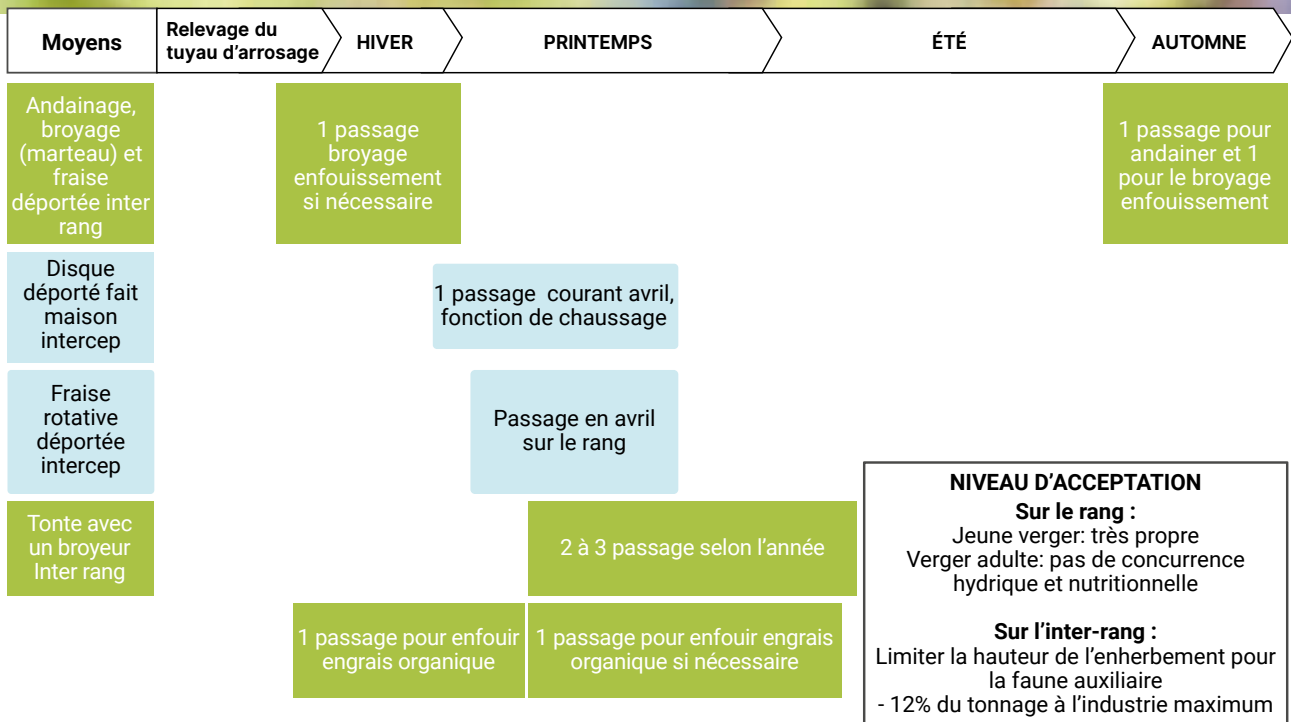 Moyens
Relevage du
tuyau d’arrosage
HIVER
PRINTEMPS
ÉTÉ
AUTOMNE
Andainage,
broyage
(marteau) et
fraise
déportée inter
rang
1 passage
broyage
enfouissement
si nécessaire
1 passage pour
andainer et 1
pour le broyage
enfouissement
Disque
déporté fait
maison
intercep
1 passage courant avril,
fonction de chaussage
Fraise
rotative
déportée
intercep
Passage en avril
sur le rang
Tonte avec
un broyeur
Inter rang
2 à 3 passage selon l’année
1 passage pour enfouir
engrais organique
1 passage pour enfouir engrais
organique si nécessaire
NIVEAU D’ACCEPTATION
Sur le rang :
Jeune verger: très propre
Verger adulte: pas de concurrence
hydrique et nutritionnelle
Sur l’inter-rang :
Limiter la hauteur de l’enherbement pour
la faune auxiliaire
- 12% du tonnage à l’industrie maximum